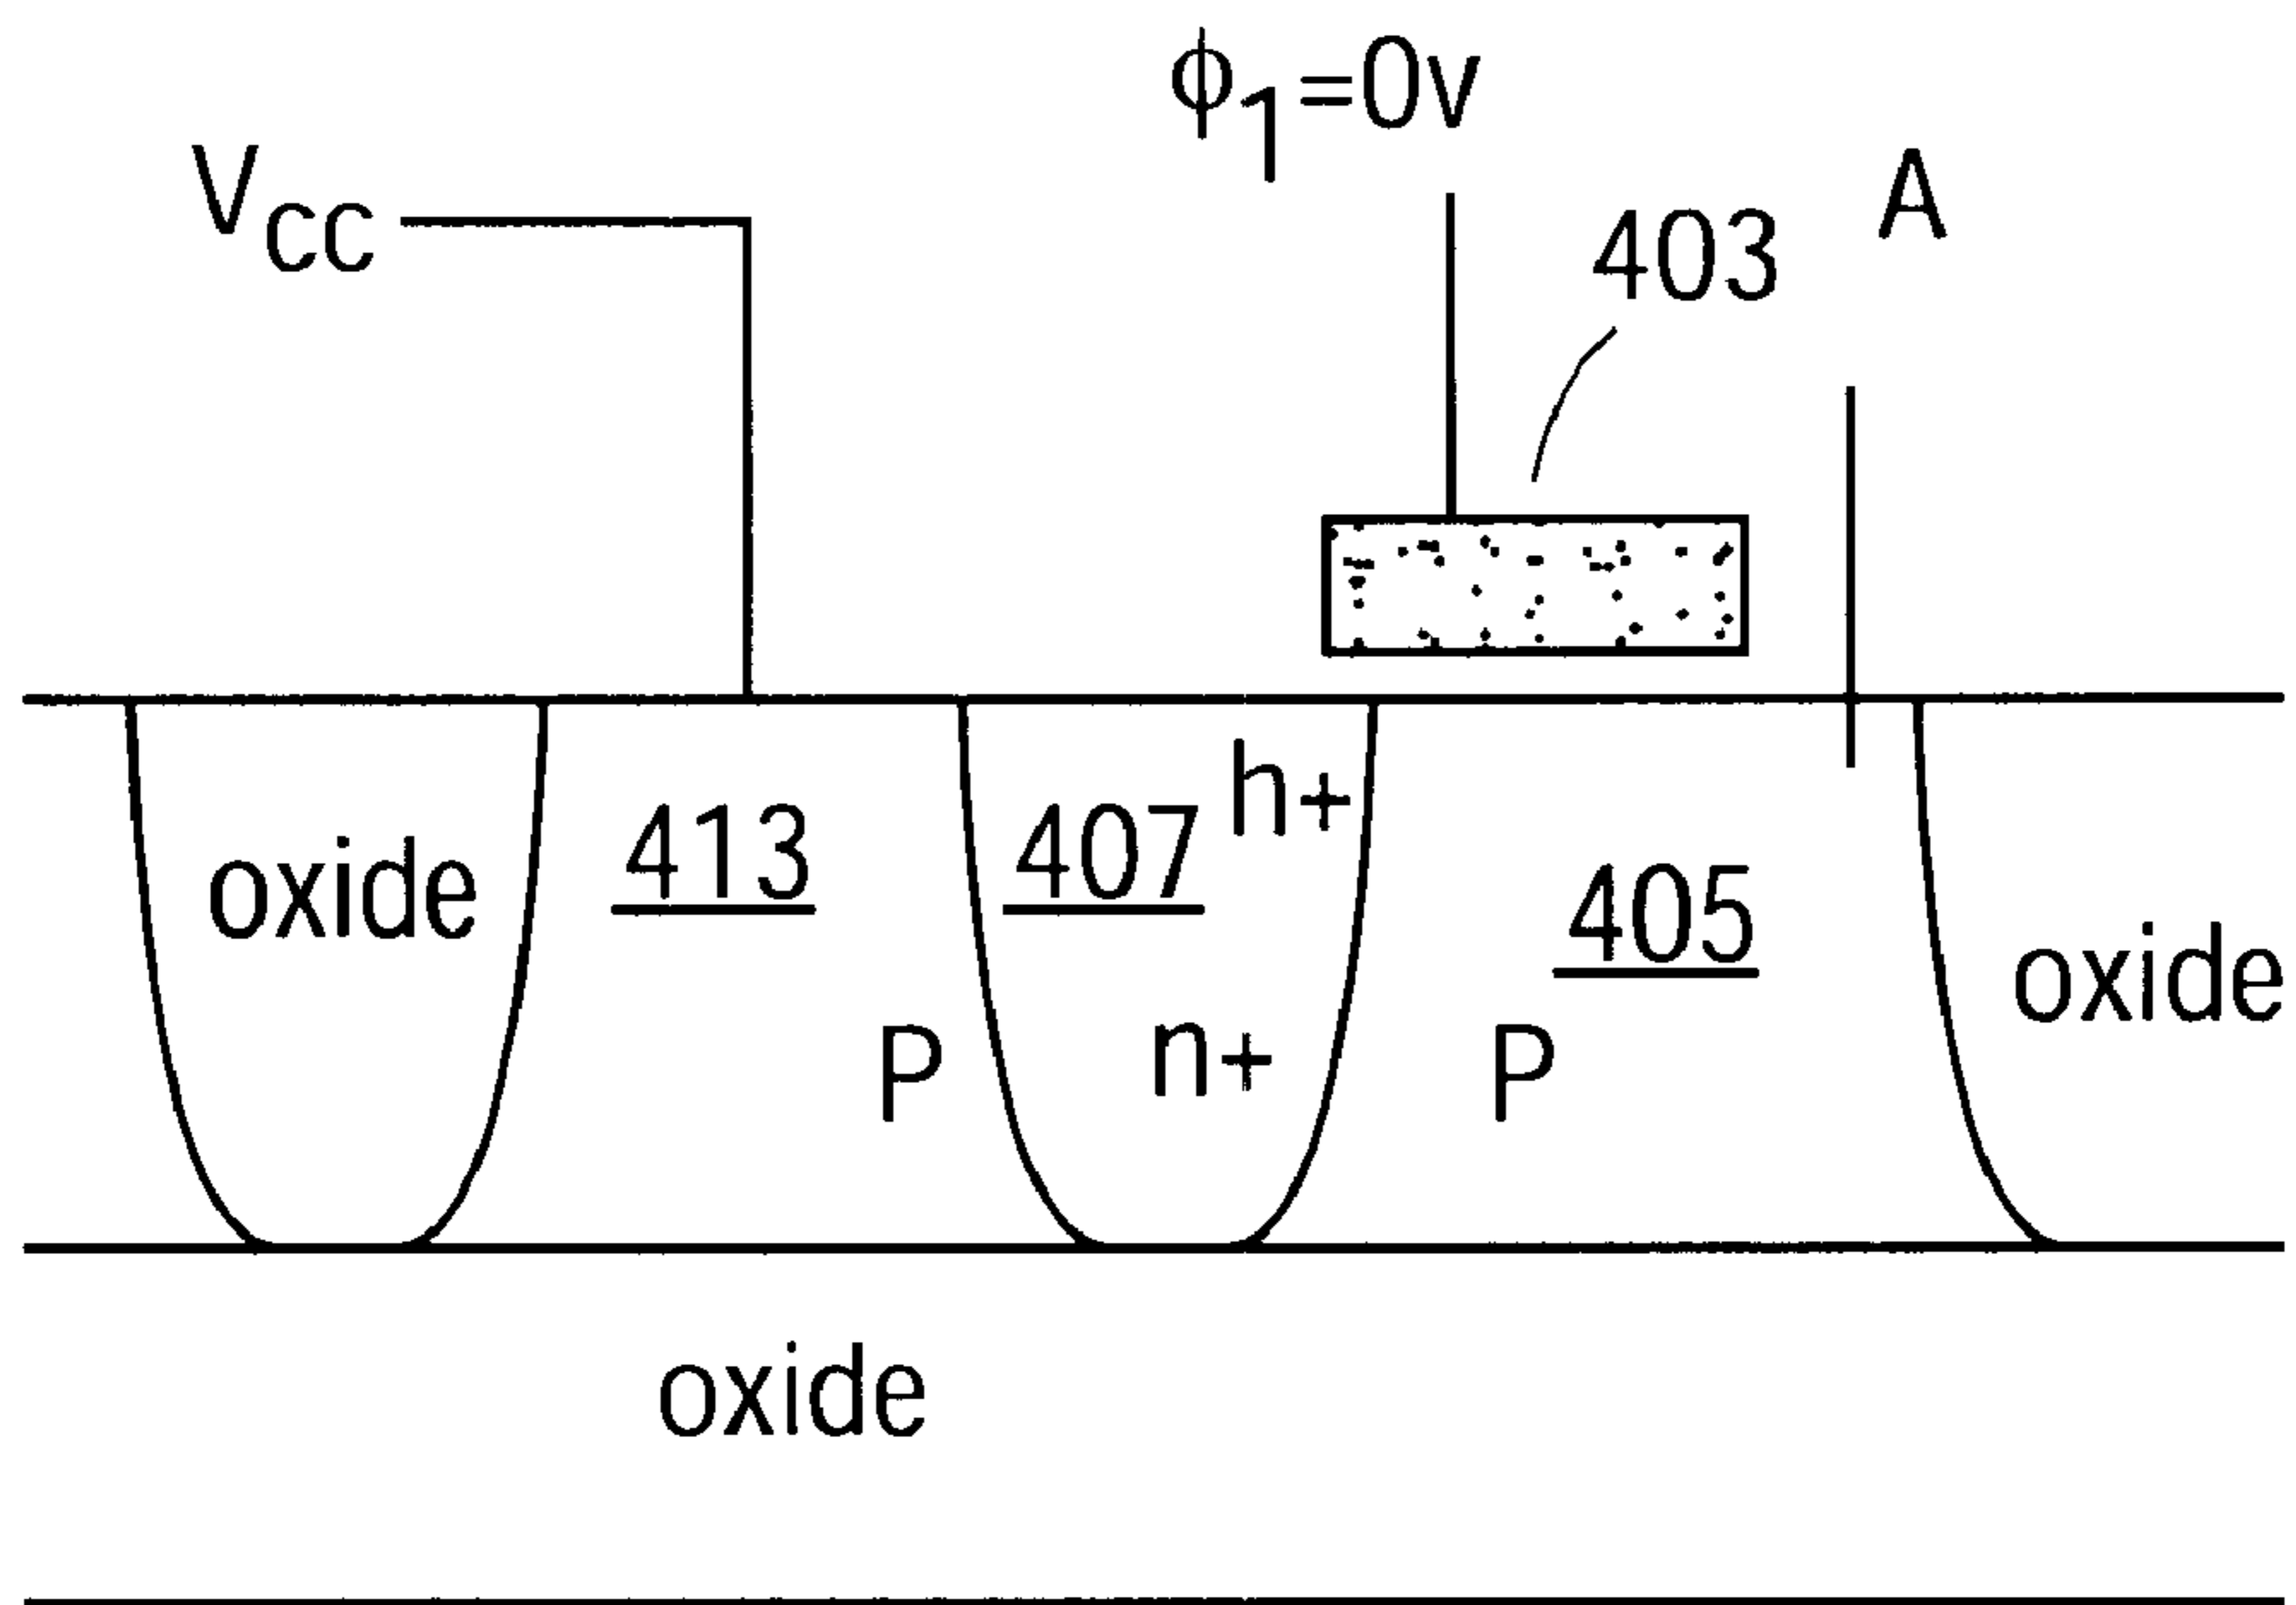 ϕ1=0v
VCC
A
403
h+
413
407
405
oxide
oxide
P
n+
P
oxide